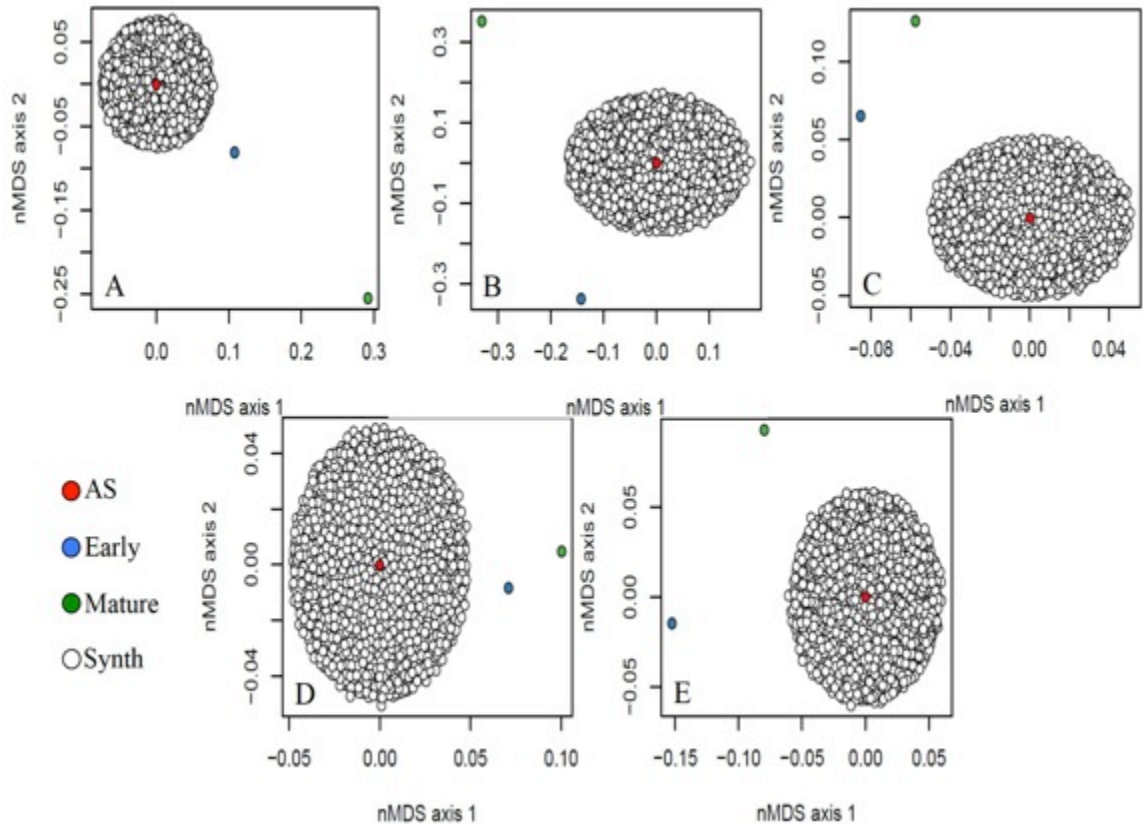 nMDS axis 2
0.05
−0.05
−0.15
−0.25
A
0.0 0.1 0.2 0.3
nMDS axis 1
nMDS axis 2
0.3
0.1
−0.1
−0.3
B
−0.3 −0.2 −0.1 0.0 0.1
nMDS axis 1
nMDS axis 2
0.10
0.05
0.00
−0.05
C
−0.08 −0.04 0.00 0.04
nMDS axis 1
AS
Early
Mature
Synth
nMDS axis 2
0.04
0.00
−0.04
D
−0.05 0.00 0.05 0.10
nMDS axis 1
nMDS axis 2
0.05
0.00
−0.05
E
−0.15 −0.10 −0.05 0.00 0.05
nMDS axis 1